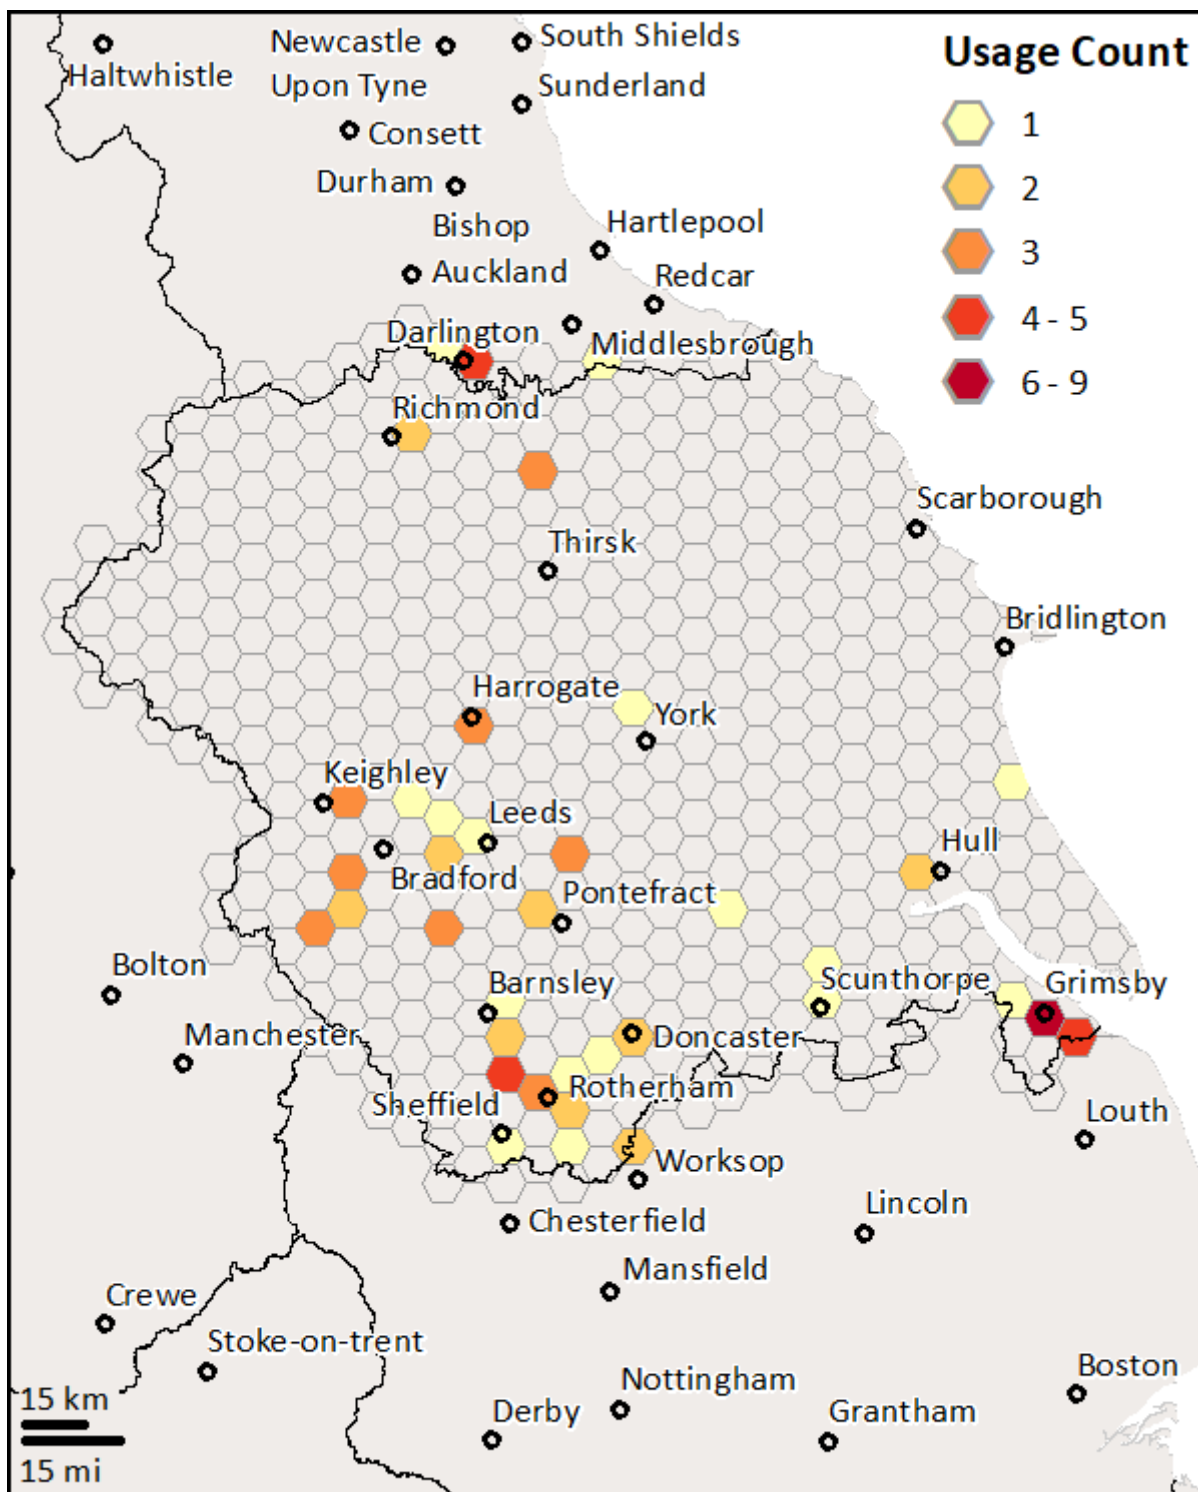 Usage Count
1
2
3
4 - 5
6 - 9
Haltwhistle
Newcastle
Upon Tyne
South Shields
Sunderland
Consett
Durham
Bishop
Auckland
Hartlepool
Redcar
Darlington
Middlesbrough
Richmond
Scarborough
Thirsk
Bridlington
Harrogate
York
Keighley
Leeds
Hull
Bradford
Pontefract
Bolton
Barnsley
Scunthorpe
Grimsby
Manchester
Doncaster
Rotherham
Sheffield
Louth
Worksop
Chesterfield
Lincoln
Mansfield
Crewe
Stoke-on-trent
Nottingham
Boston
Derby
Grantham
15 km
15 mi